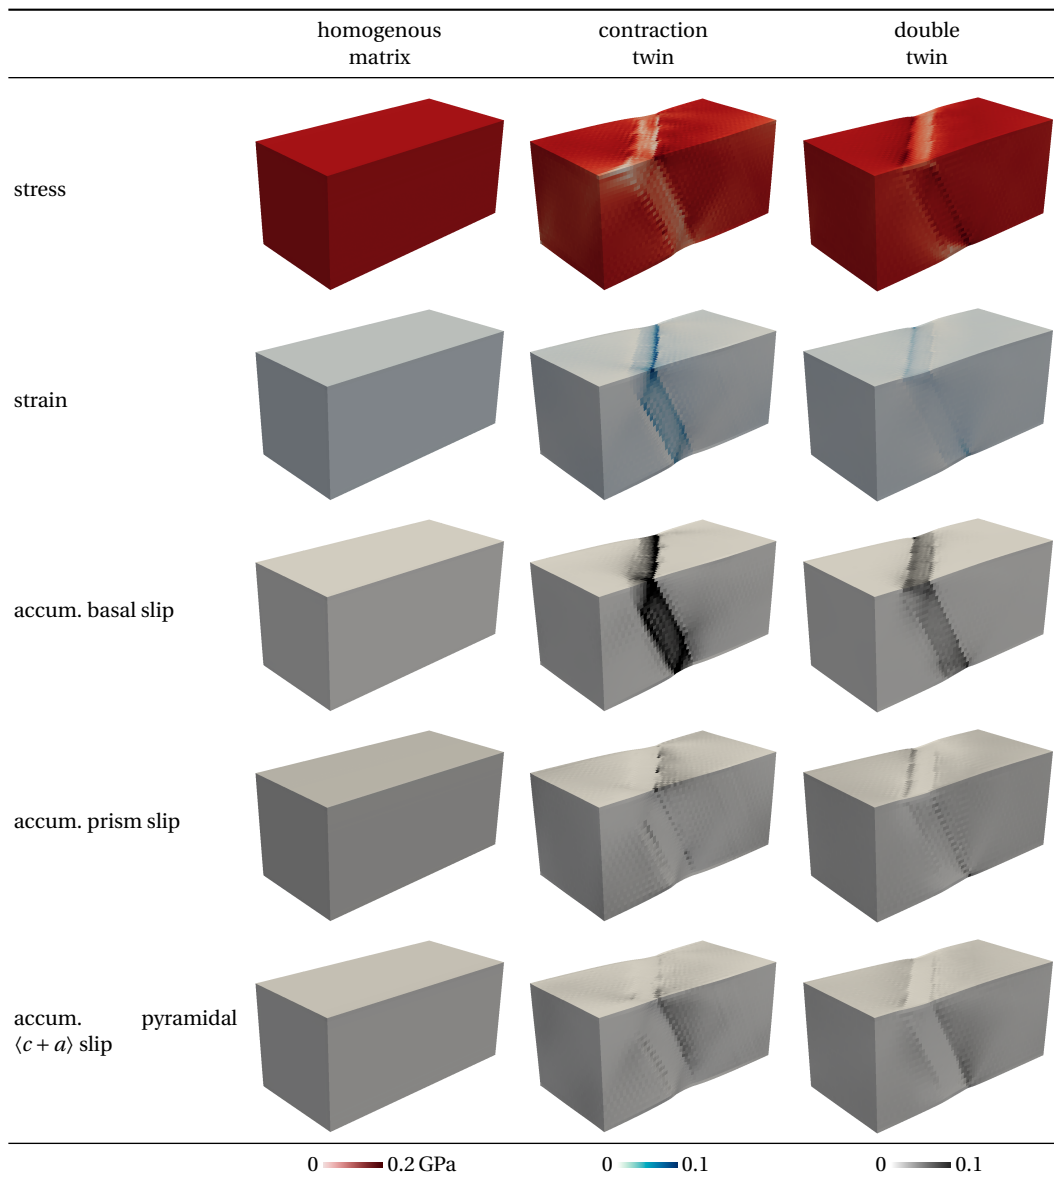 homogenous
matrix
contraction
twin
double
twin
stress
strain
accum. basal slip
accum. prism slip
accum. pyramidal
⟨c + a⟩ slip
0 0.2 GPa
0 0.1
0 0.1